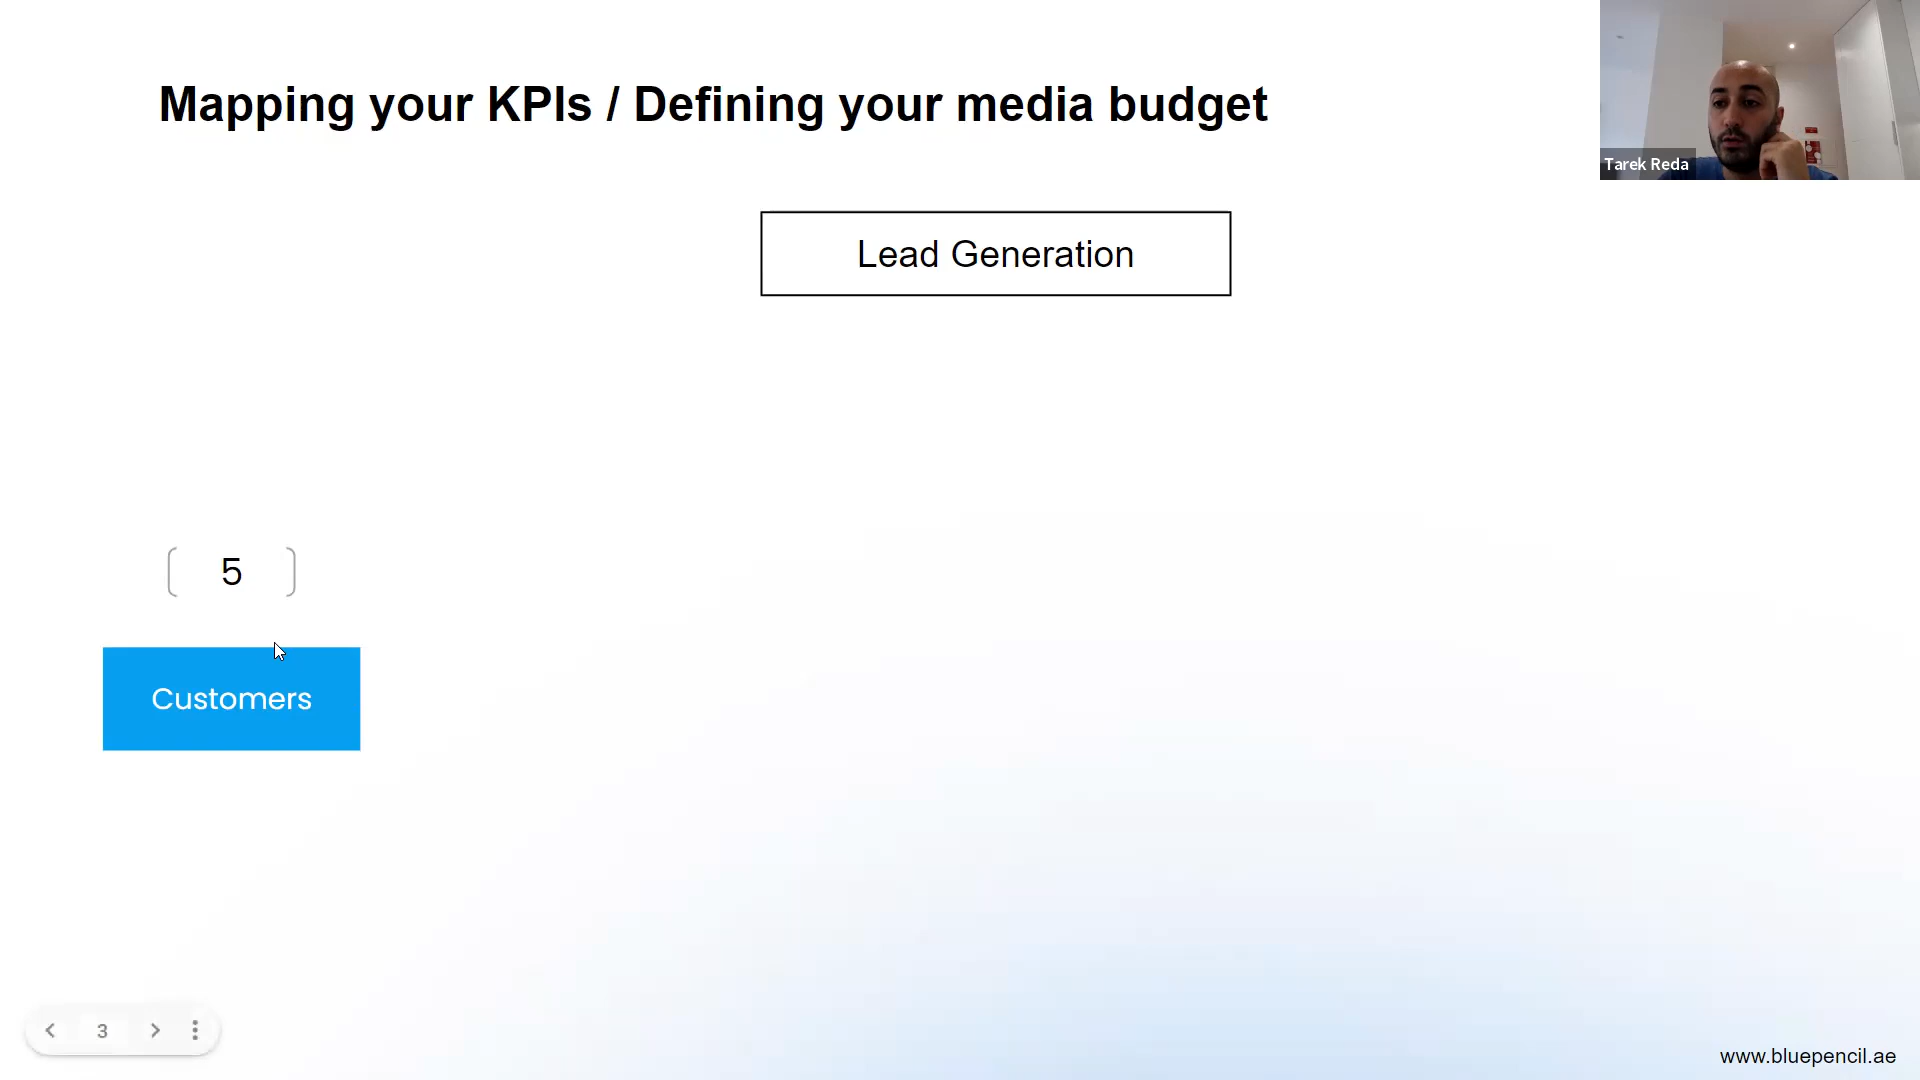 Mapping your KPIs / Defining your media budget
Tarek Reda
Lead Generation
5
Customers
3
www.bluepencil.ae